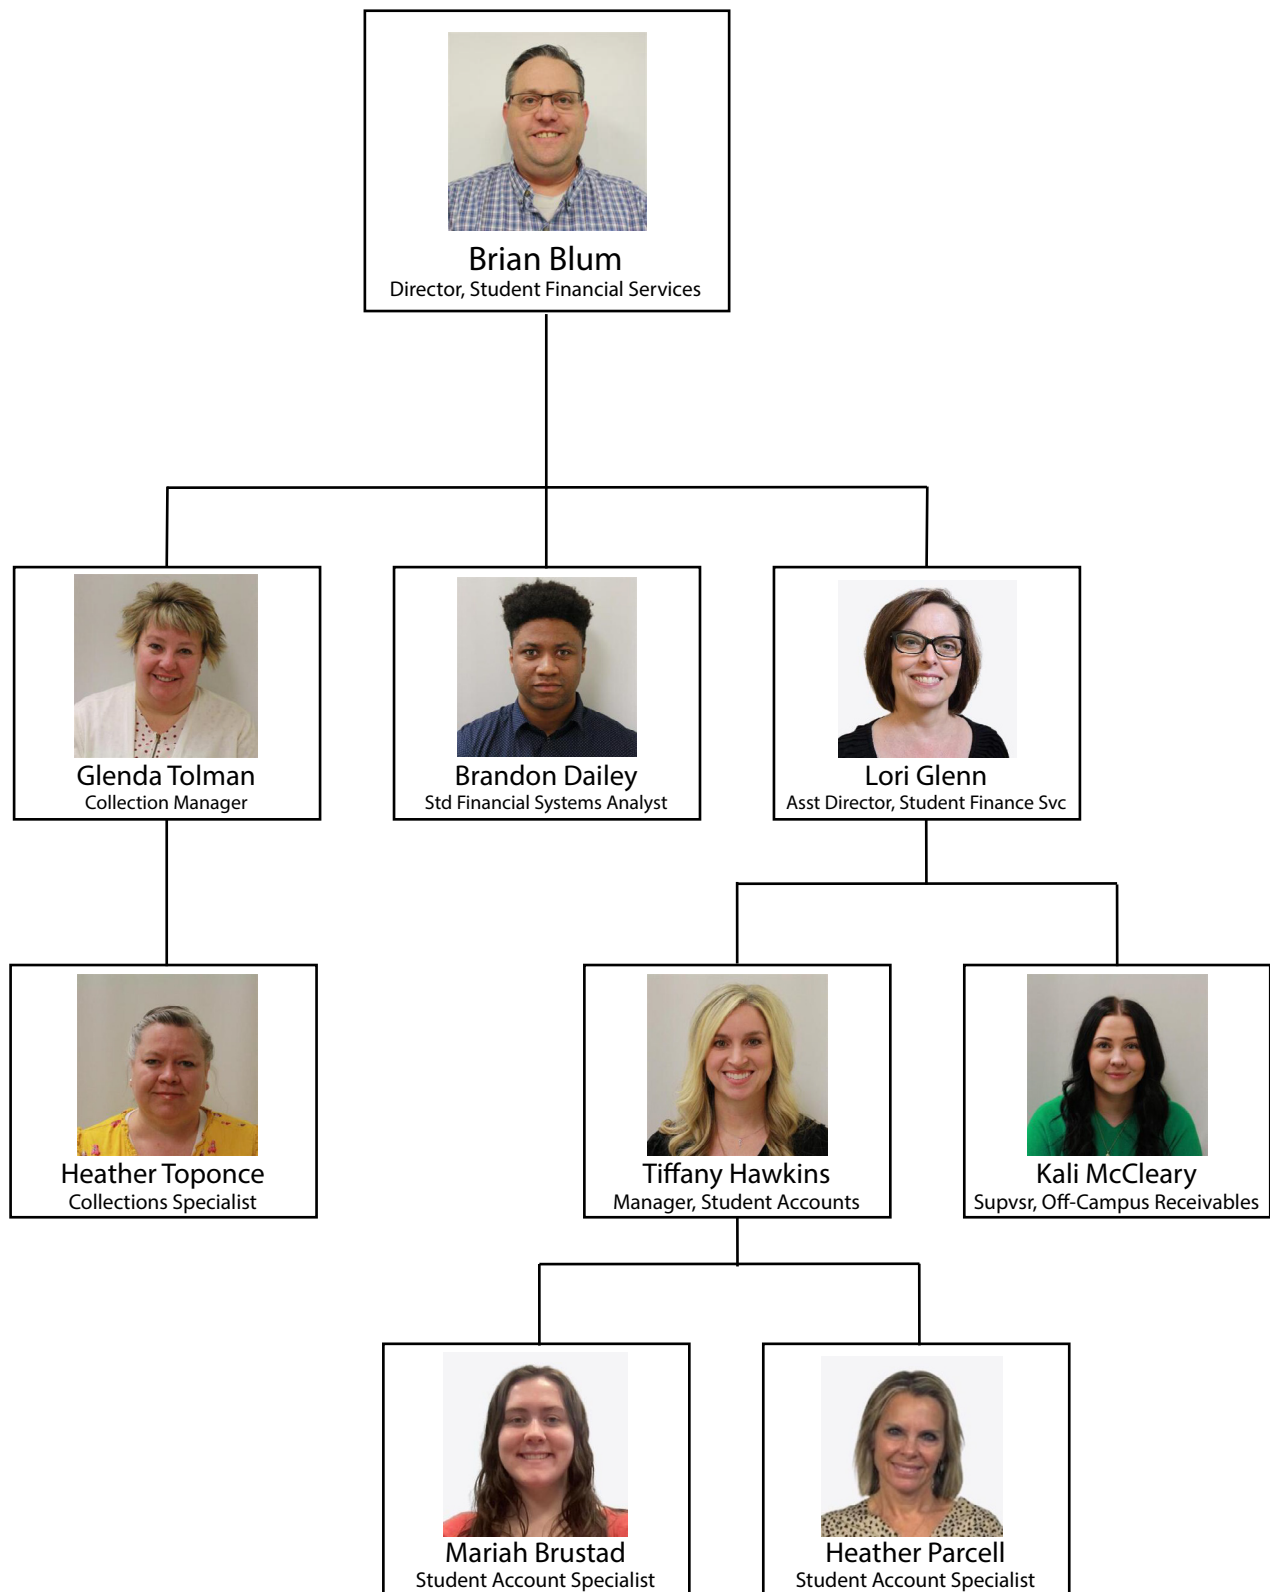 Brian Blum
Director, Student Financial Services
Glenda Tolman
Collection Manager
Brandon Dailey
Std Financial Systems Analyst
Lori Glenn
Asst Director, Student Finance Svc
Heather Toponce
Collections Specialist
Tiffany Hawkins
Manager, Student Accounts
Kali McCleary
Supvsr, Off-Campus Receivables
Mariah Brustad
Student Account Specialist
Heather Parcell
Student Account Specialist